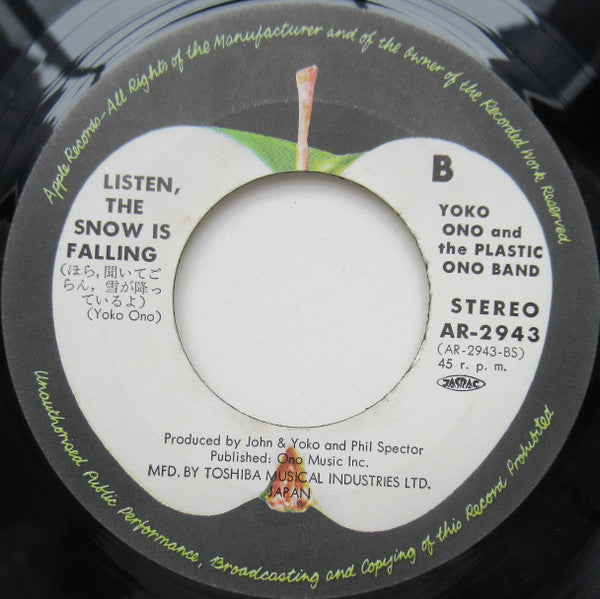 Apple Records—All Rights of the Manufacturer and of the Owner of the Recorded Work Reserved
LISTEN,
THE
SNOW IS
FALLING
(ほら,聞いてご
らん, 雪が降っ
ているよ)
(Yoko Ono)
B
YOKO
ONO and
the PLASTIC
ONO BAND
STEREO
AR-2943
(AR-2943-BS)
45 r. p. m.
JASRAC
Produced by John & Yoko and Phil Spector
Published: Ono Music Inc.
MFD. BY TOSHIBA MUSICAL INDUSTRIES LTD.
JAPAN
Unauthorised Public Performance, Broadcasting and Copying of this Record Prohibited